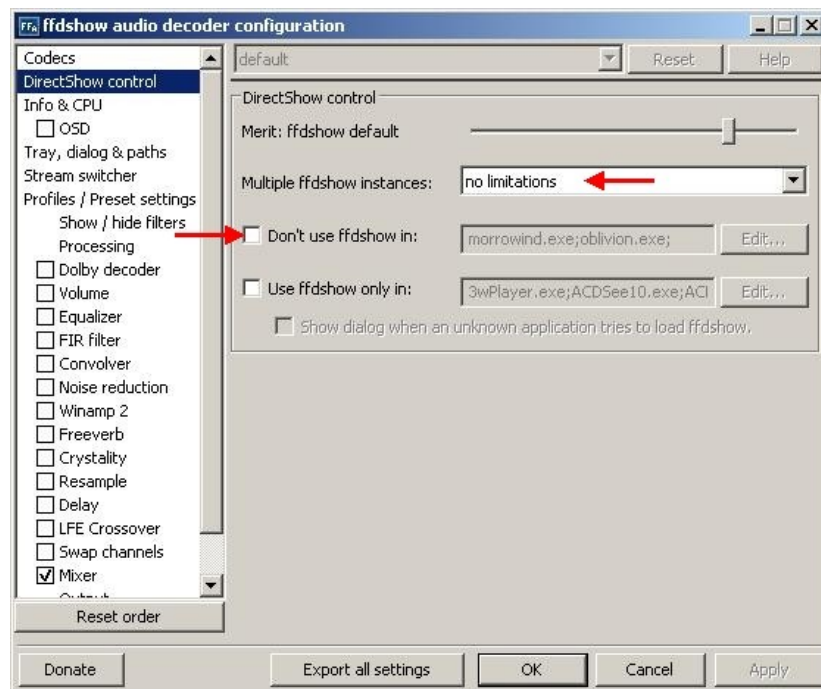 FFa ffdshow audio decoder configuration
Codecs
DirectShow control
Info & CPU
OSD
Tray, dialog & paths
Stream switcher
Profiles / Preset settings
Show / hide filters
Processing
Dolby decoder
Volume
Equalizer
FIR filter
Convolver
Noise reduction
Winamp 2
Freeverb
Crystality
Resample
Delay
LFE Crossover
Swap channels
Mixer
Reset order
default
Reset
Help
DirectShow control
Merit: ffdshow default
Multiple ffdshow instances:
no limitations
Don't use ffdshow in:
morrowind.exe;oblivion.exe;
Edit...
Use ffdshow only in:
3wPlayer.exe;ACDSee10.exe;ACI
Edit...
Show dialog when an unknown application tries to load ffdshow.
Donate
Export all settings
OK
Cancel
Apply